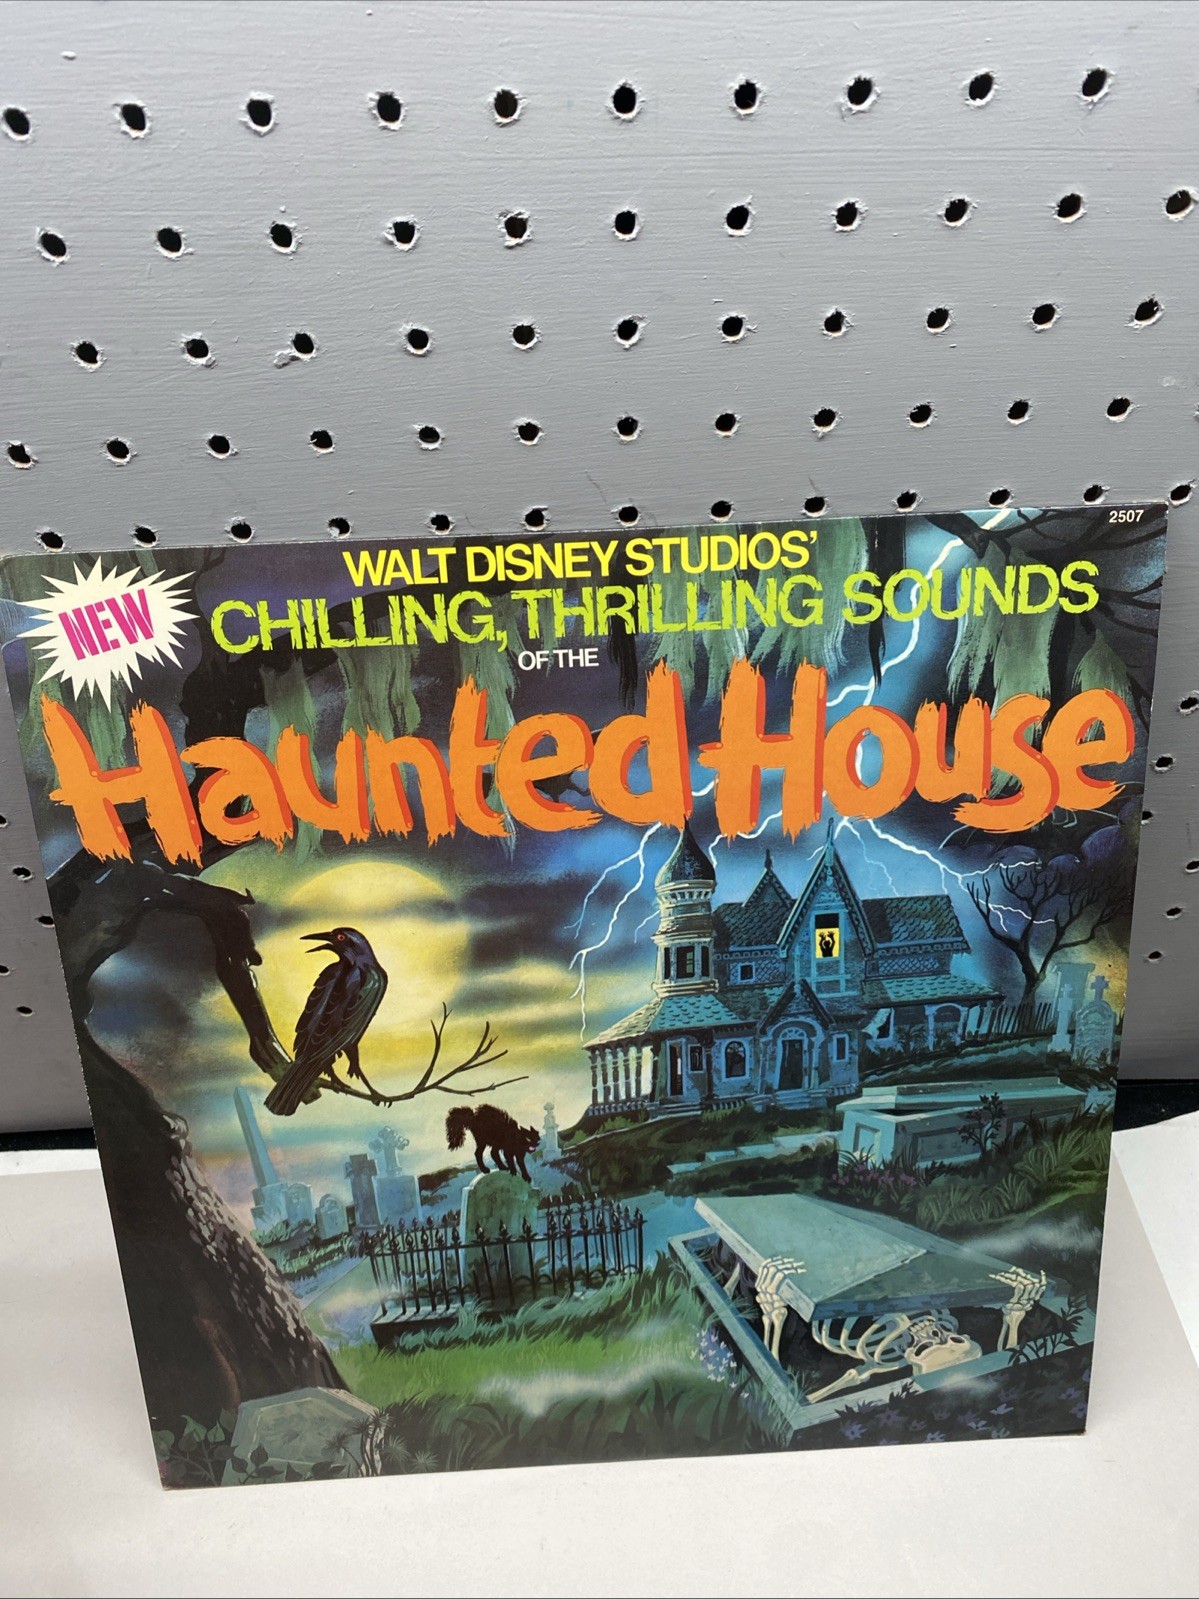 2507
WALT DISNEY STUDIOS'
NEW
CHILLING, THRILLING SOUNDS
OF THE
Haunted House